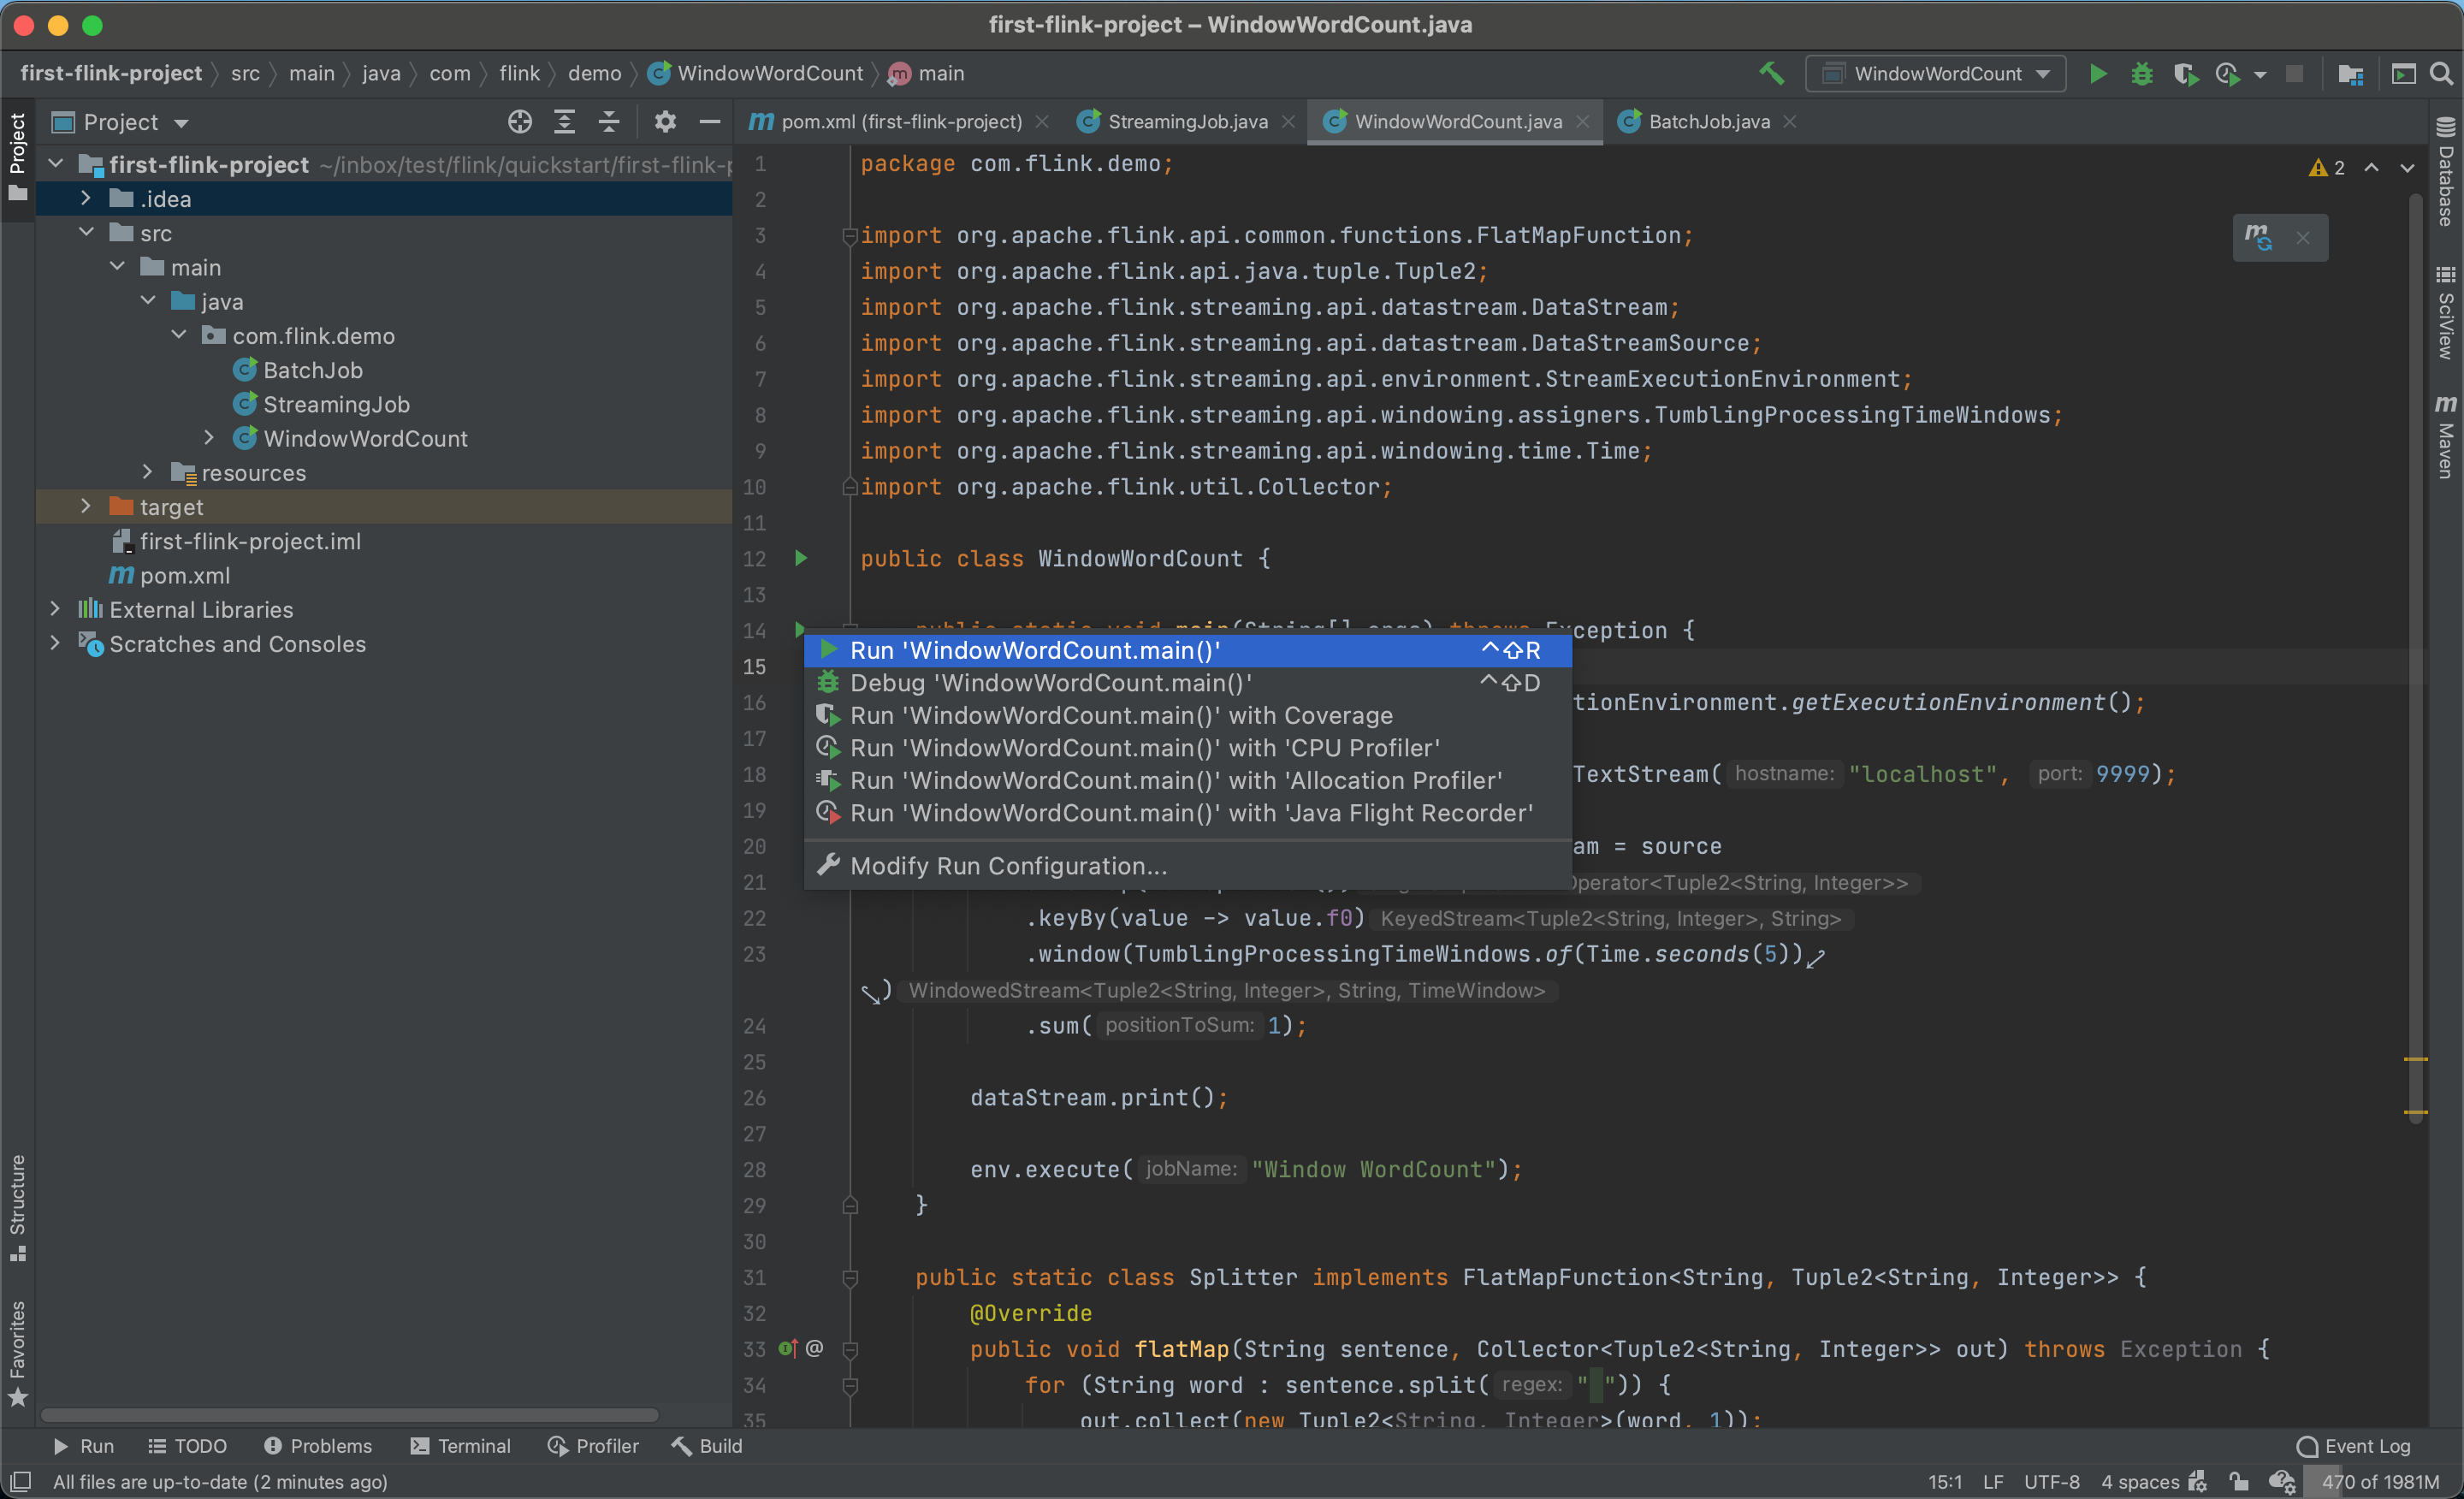 first-flink-project – WindowWordCount.java
first-flink-project src main java com flink demo WindowWordCount m main
WindowWordCount
Project
Project
m pom.xml (first-flink-project) StreamingJob.java WindowWordCount.java BatchJob.java
first-flink-project ~/inbox/test/flink/quickstart/first-flink-
.idea
src
main
java
com.flink.demo
BatchJob
StreamingJob
WindowWordCount
resources
target
first-flink-project.iml
m pom.xml
External Libraries
Scratches and Consoles
2
1 package com.flink.demo;
2
3 import org.apache.flink.api.common.functions.FlatMapFunction;
4 import org.apache.flink.api.java.tuple.Tuple2;
5 import org.apache.flink.streaming.api.datastream.DataStream;
6 import org.apache.flink.streaming.api.datastream.DataStreamSource;
7 import org.apache.flink.streaming.api.environment.StreamExecutionEnvironment;
8 import org.apache.flink.streaming.api.windowing.assigners.TumblingProcessingTimeWindows;
9 import org.apache.flink.streaming.api.windowing.time.Time;
10 import org.apache.flink.util.Collector;
11
12 public class WindowWordCount {
13
14 public static void main(String[] args) throws Exception {
15
Run 'WindowWordCount.main()' ^⇧R
Debug 'WindowWordCount.main()' ^⇧D
Run 'WindowWordCount.main()' with Coverage
Run 'WindowWordCount.main()' with 'CPU Profiler'
Run 'WindowWordCount.main()' with 'Allocation Profiler'
Run 'WindowWordCount.main()' with 'Java Flight Recorder'
Modify Run Configuration...
16 tionEnvironment.getExecutionEnvironment();
17
18 TextStream( hostname: "localhost", port: 9999);
19
20 am = source
21 Operator<Tuple2<String, Integer>>
22 .keyBy(value -> value.f0) KeyedStream<Tuple2<String, Integer>, String>
23 .window(TumblingProcessingTimeWindows.of(Time.seconds(5))
) WindowedStream<Tuple2<String, Integer>, String, TimeWindow>
24 .sum( positionToSum: 1);
25
26 dataStream.print();
27
28 env.execute( jobName: "Window WordCount");
29 }
30
31 public static class Splitter implements FlatMapFunction<String, Tuple2<String, Integer>> {
32 @Override
33 @ public void flatMap(String sentence, Collector<Tuple2<String, Integer>> out) throws Exception {
34 for (String word : sentence.split( regex: " ")) {
35 out.collect(new Tuple2<String, Integer>(word, 1));
Structure
Favorites
Database
SciView
m Maven
Run TODO Problems Terminal Profiler Build Event Log
All files are up-to-date (2 minutes ago) 15:1 LF UTF-8 4 spaces 470 of 1981M